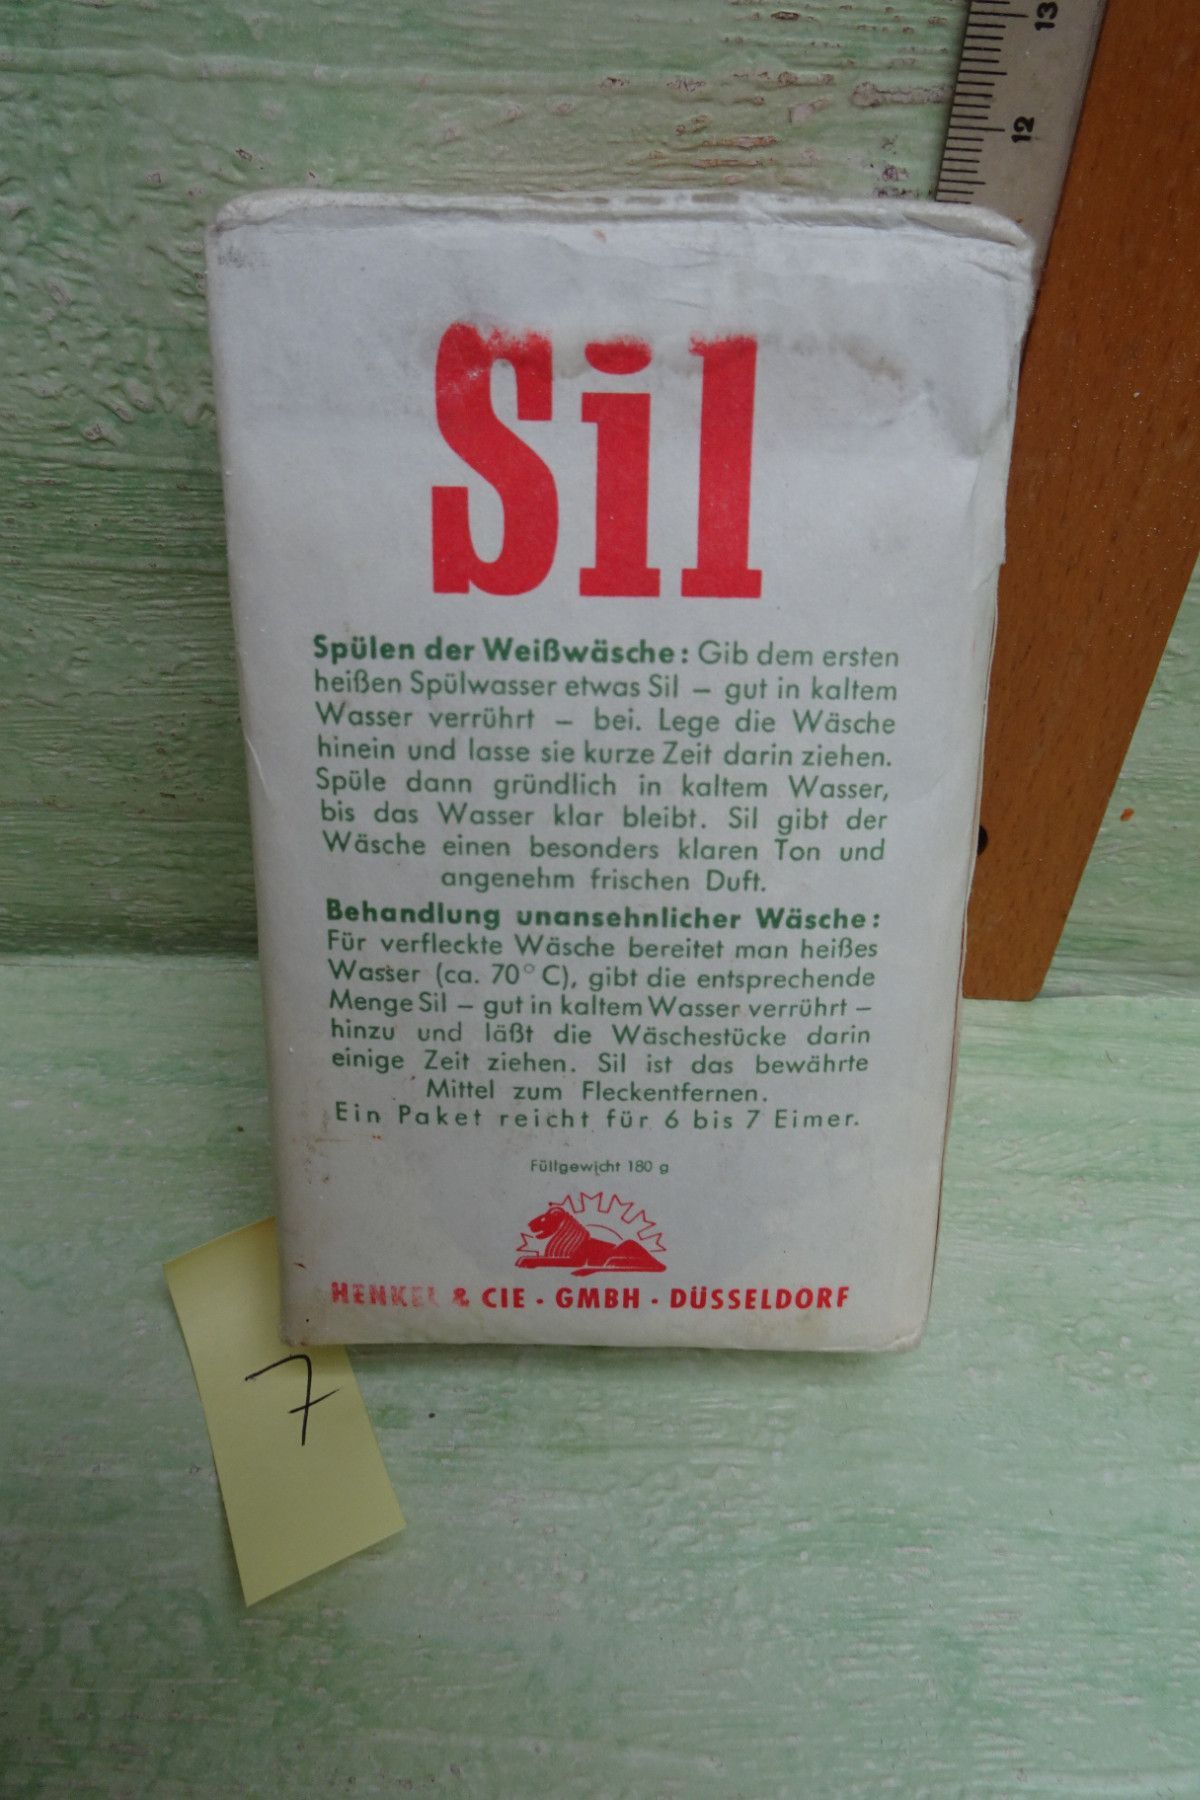 13
12
Sil
Spülen der Weißwäsche: Gib dem ersten
heißen Spülwasser etwas Sil – gut in kaltem
Wasser verrührt – bei. Lege die Wäsche
hinein und lasse sie kurze Zeit darin ziehen.
Spüle dann gründlich in kaltem Wasser,
bis das Wasser klar bleibt. Sil gibt der
Wäsche einen besonders klaren Ton und
angenehm frischen Duft.
Behandlung unansehnlicher Wäsche:
Für verfleckte Wäsche bereitet man heißes
Wasser (ca. 70° C), gibt die entsprechende
Menge Sil – gut in kaltem Wasser verrührt –
hinzu und läßt die Wäschestücke darin
einige Zeit ziehen. Sil ist das bewährte
Mittel zum Fleckentfernen.
Ein Paket reicht für 6 bis 7 Eimer.
Füllgewicht 180 g
HENKEL & CIE · GMBH · DÜSSELDORF
7